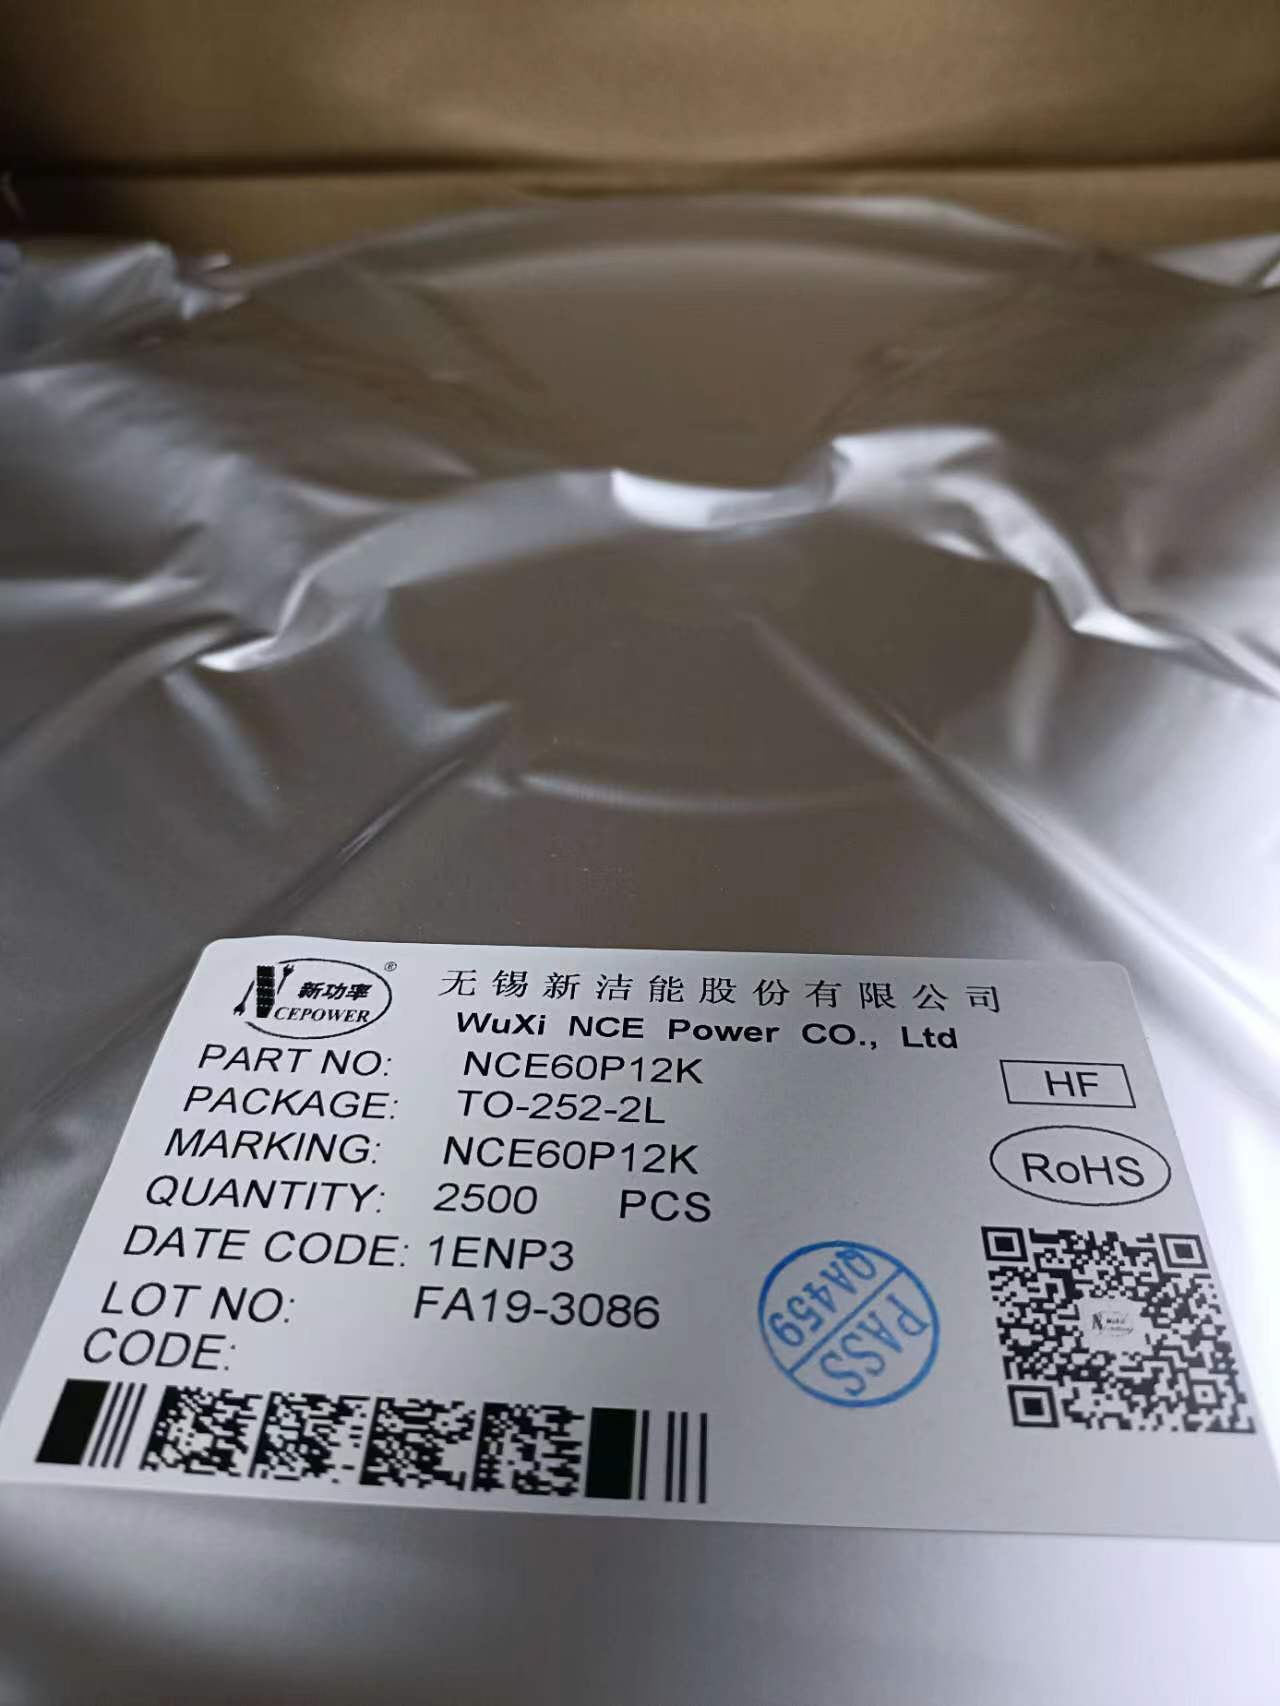 新功率
CEPOWER
®
无锡新洁能股份有限公司
WuXi NCE Power CO., Ltd
PART NO: NCE60P12K
PACKAGE: TO-252-2L
MARKING: NCE60P12K
QUANTITY: 2500 PCS
DATE CODE: 1ENP3
LOT NO: FA19-3086
CODE:
HF
RoHS
QA459
PASS